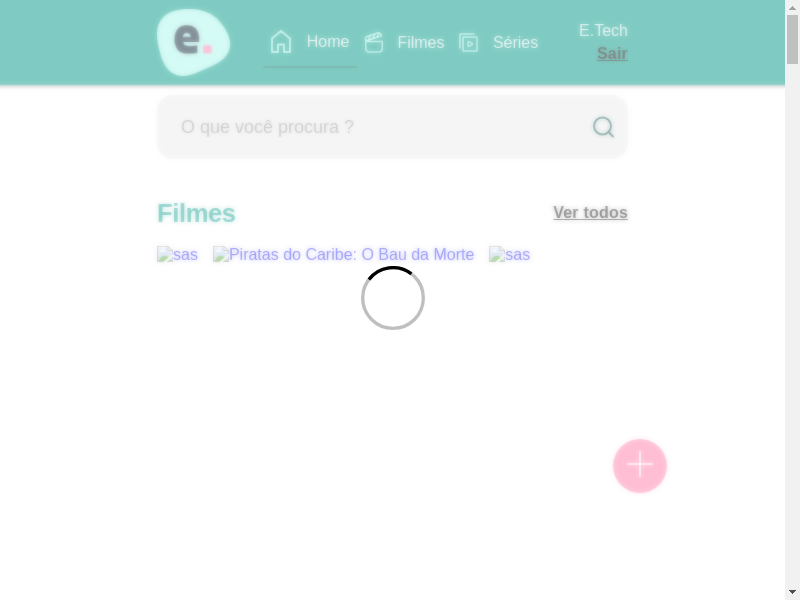 e.
Home
Filmes
Séries
E.Tech
Sair
O que você procura ?
Filmes
Ver todos
sas
Piratas do Caribe: O Bau da Morte
sas